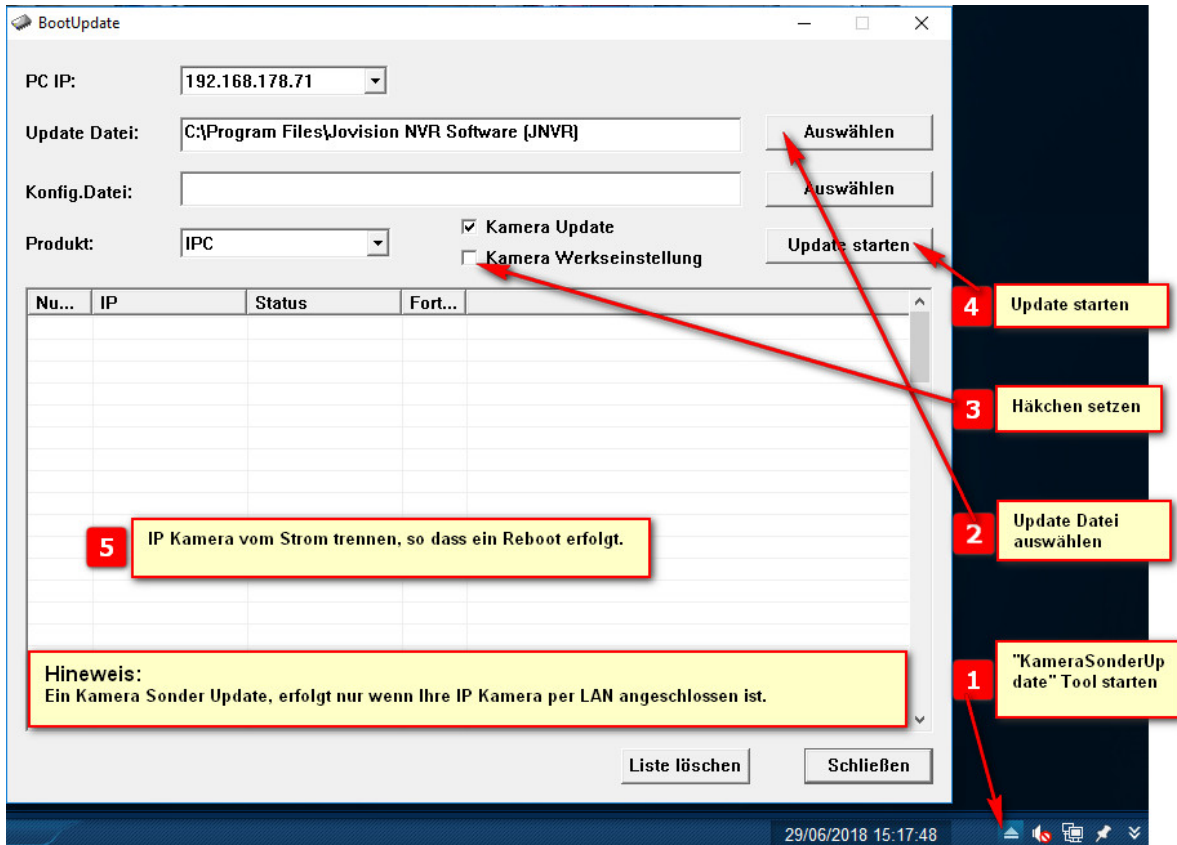 BootUpdate
PC IP:
192.168.178.71
Update Datei:
C:\Program Files\Jovision NVR Software (JNVR)
Auswählen
Konfig.Datei:
Auswählen
Produkt:
IPC
Kamera Update
Kamera Werkseinstellung
Update starten
Nu...
IP
Status
Fort...
4
Update starten
3
Häkchen setzen
2
Update Datei
auswählen
5
IP Kamera vom Strom trennen, so dass ein Reboot erfolgt.
1
"KameraSonderUp
date" Tool starten
Hineweis:
Ein Kamera Sonder Update, erfolgt nur wenn Ihre IP Kamera per LAN angeschlossen ist.
Liste löschen
Schließen
29/06/2018 15:17:48